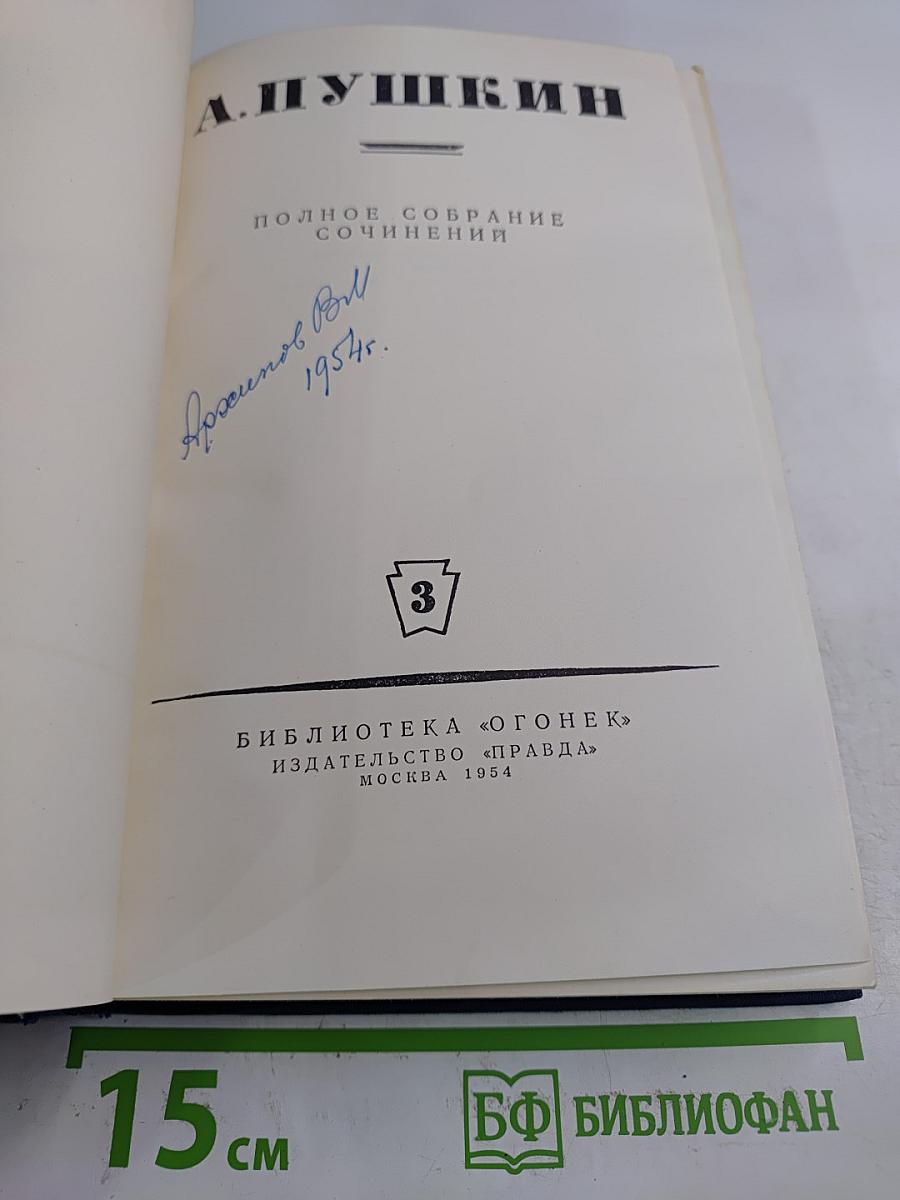 А. ПУШКИН
ПОЛНОЕ СОБРАНИЕ
СОЧИНЕНИЙ
Архипов ВМ
1954г.
3
БИБЛИОТЕКА «ОГОНЕК»
ИЗДАТЕЛЬСТВО «ПРАВДА»
МОСКВА 1954
15 см
БФ БИБЛИОФАН